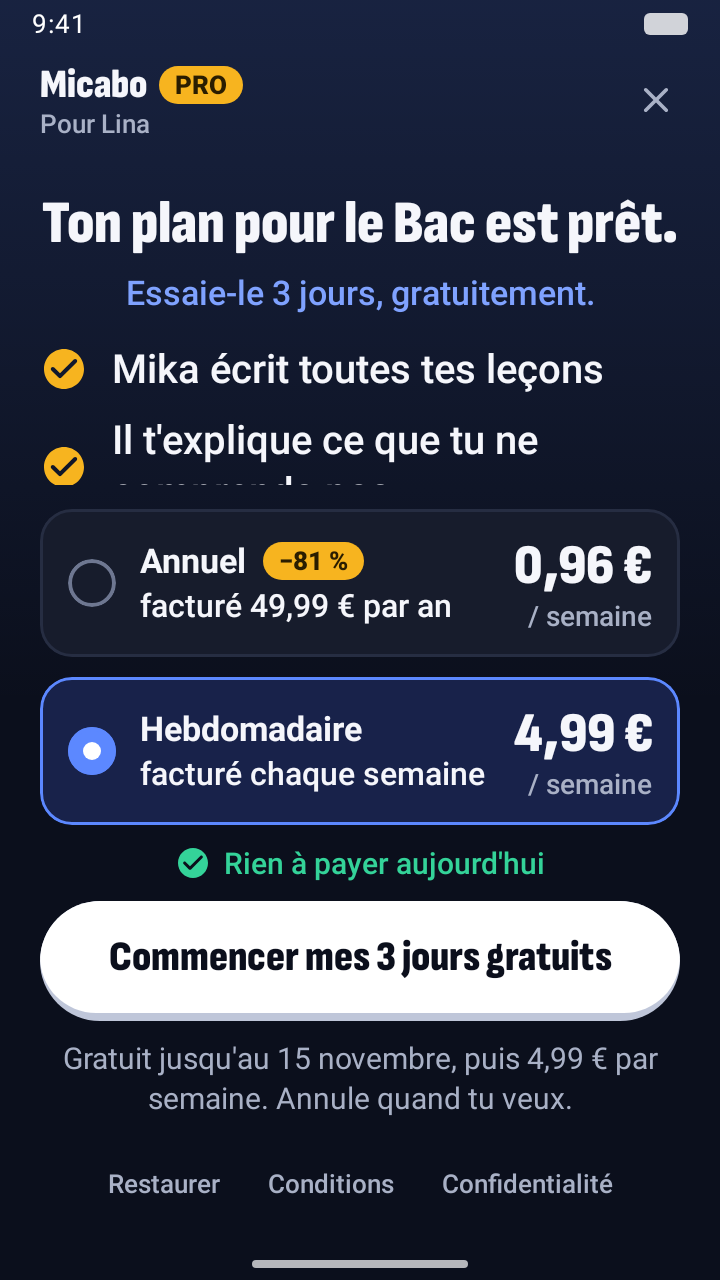 9:41
Micabo PRO
Pour Lina
Ton plan pour le Bac est prêt.
Essaie-le 3 jours, gratuitement.
Mika écrit toutes tes leçons
Il t'explique ce que tu ne
Annuel −81 %
facturé 49,99 € par an
0,96 €
/ semaine
Hebdomadaire
facturé chaque semaine
4,99 €
/ semaine
Rien à payer aujourd'hui
Commencer mes 3 jours gratuits
Gratuit jusqu'au 15 novembre, puis 4,99 € par
semaine. Annule quand tu veux.
Restaurer Conditions Confidentialité